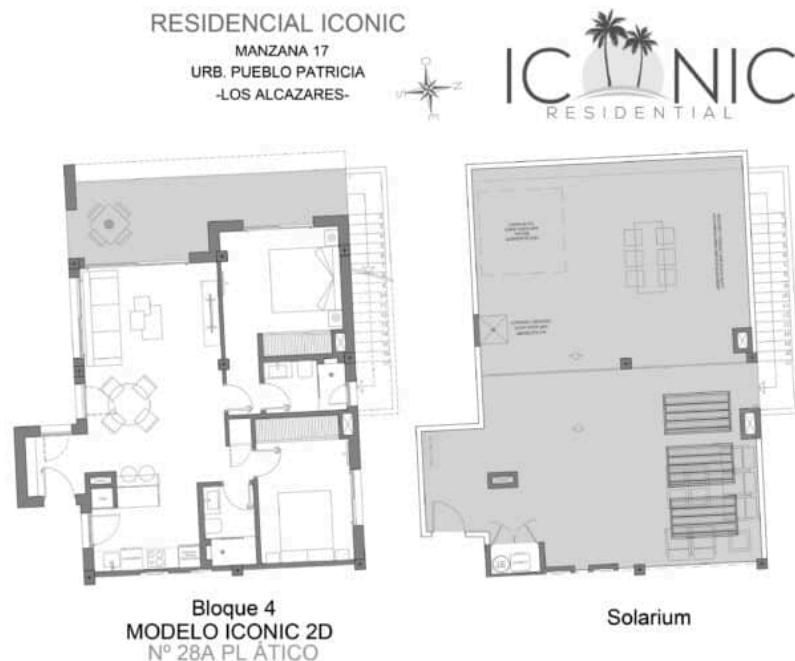 RESIDENCIAL ICONIC
MANZANA 17
URB. PUEBLO PATRICIA
-LOS ALCAZARES-
ICONIC
RESIDENTIAL
O
N
S
E
Bloque 4
MODELO ICONIC 2D
Nº 28A PL ÁTICO
Solarium